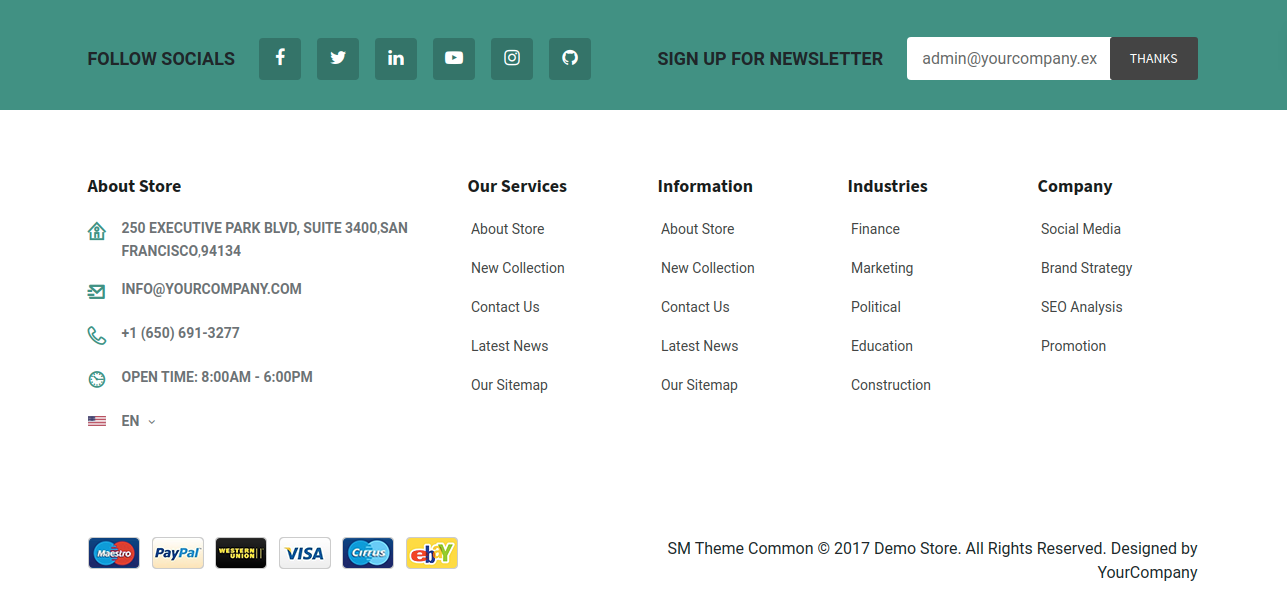 FOLLOW SOCIALS
SIGN UP FOR NEWSLETTER
admin@yourcompany.ex
THANKS
About Store
250 EXECUTIVE PARK BLVD, SUITE 3400,SAN
FRANCISCO,94134
INFO@YOURCOMPANY.COM
+1 (650) 691-3277
OPEN TIME: 8:00AM - 6:00PM
EN
Our Services
About Store
New Collection
Contact Us
Latest News
Our Sitemap
Information
About Store
New Collection
Contact Us
Latest News
Our Sitemap
Industries
Finance
Marketing
Political
Education
Construction
Company
Social Media
Brand Strategy
SEO Analysis
Promotion
Maestro
PayPal
WESTERN
UNION
VISA
Cirrus
ebaY
SM Theme Common © 2017 Demo Store. All Rights Reserved. Designed by
YourCompany